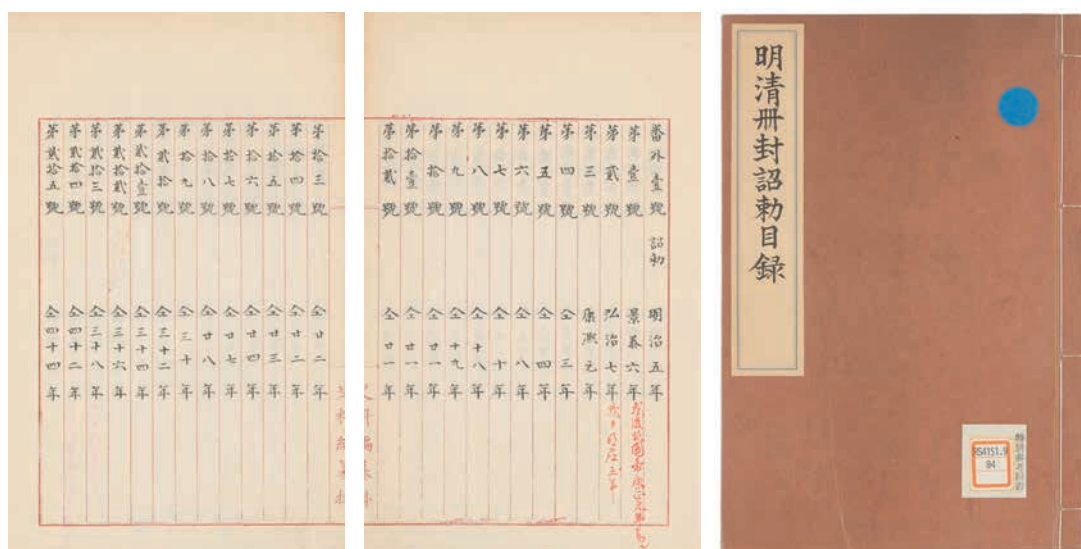 明清冊封詔勅目録
RS4151.9
94
番外壹號 詔勅 明治五年
第壹號 景泰六年
第貳號 弘治七年
第三號 康熙元年
第四號 仝三年
第五號 仝四年
第六號 仝八年
第七號 仝十年
第八號 仝十八年
第九號 仝十九年
第拾號 仝廿一年
第拾壹號 仝廿一年
第拾貳號 仝廿一年
第拾三號 仝廿二年
第拾四號 仝廿二年
第拾五號 仝廿三年
第拾六號 仝廿四年
第拾七號 仝廿七年
第拾八號 仝廿八年
第拾九號 仝三十年
第貳拾號 仝三十二年
第貳拾壹號 仝三十四年
第貳拾貳號 仝三十六年
第貳拾三號 仝三十八年
第貳拾四號 仝四十二年
第貳拾五號 仝四十四年